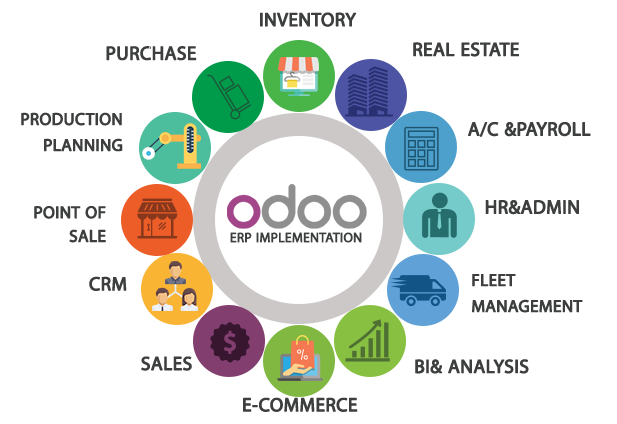 INVENTORY
REAL ESTATE
A/C &PAYROLL
HR&ADMIN
FLEET
MANAGEMENT
BI& ANALYSIS
E-COMMERCE
SALES
CRM
POINT OF
SALE
PRODUCTION
PLANNING
PURCHASE
odoo
ERP IMPLEMENTATION
$
%